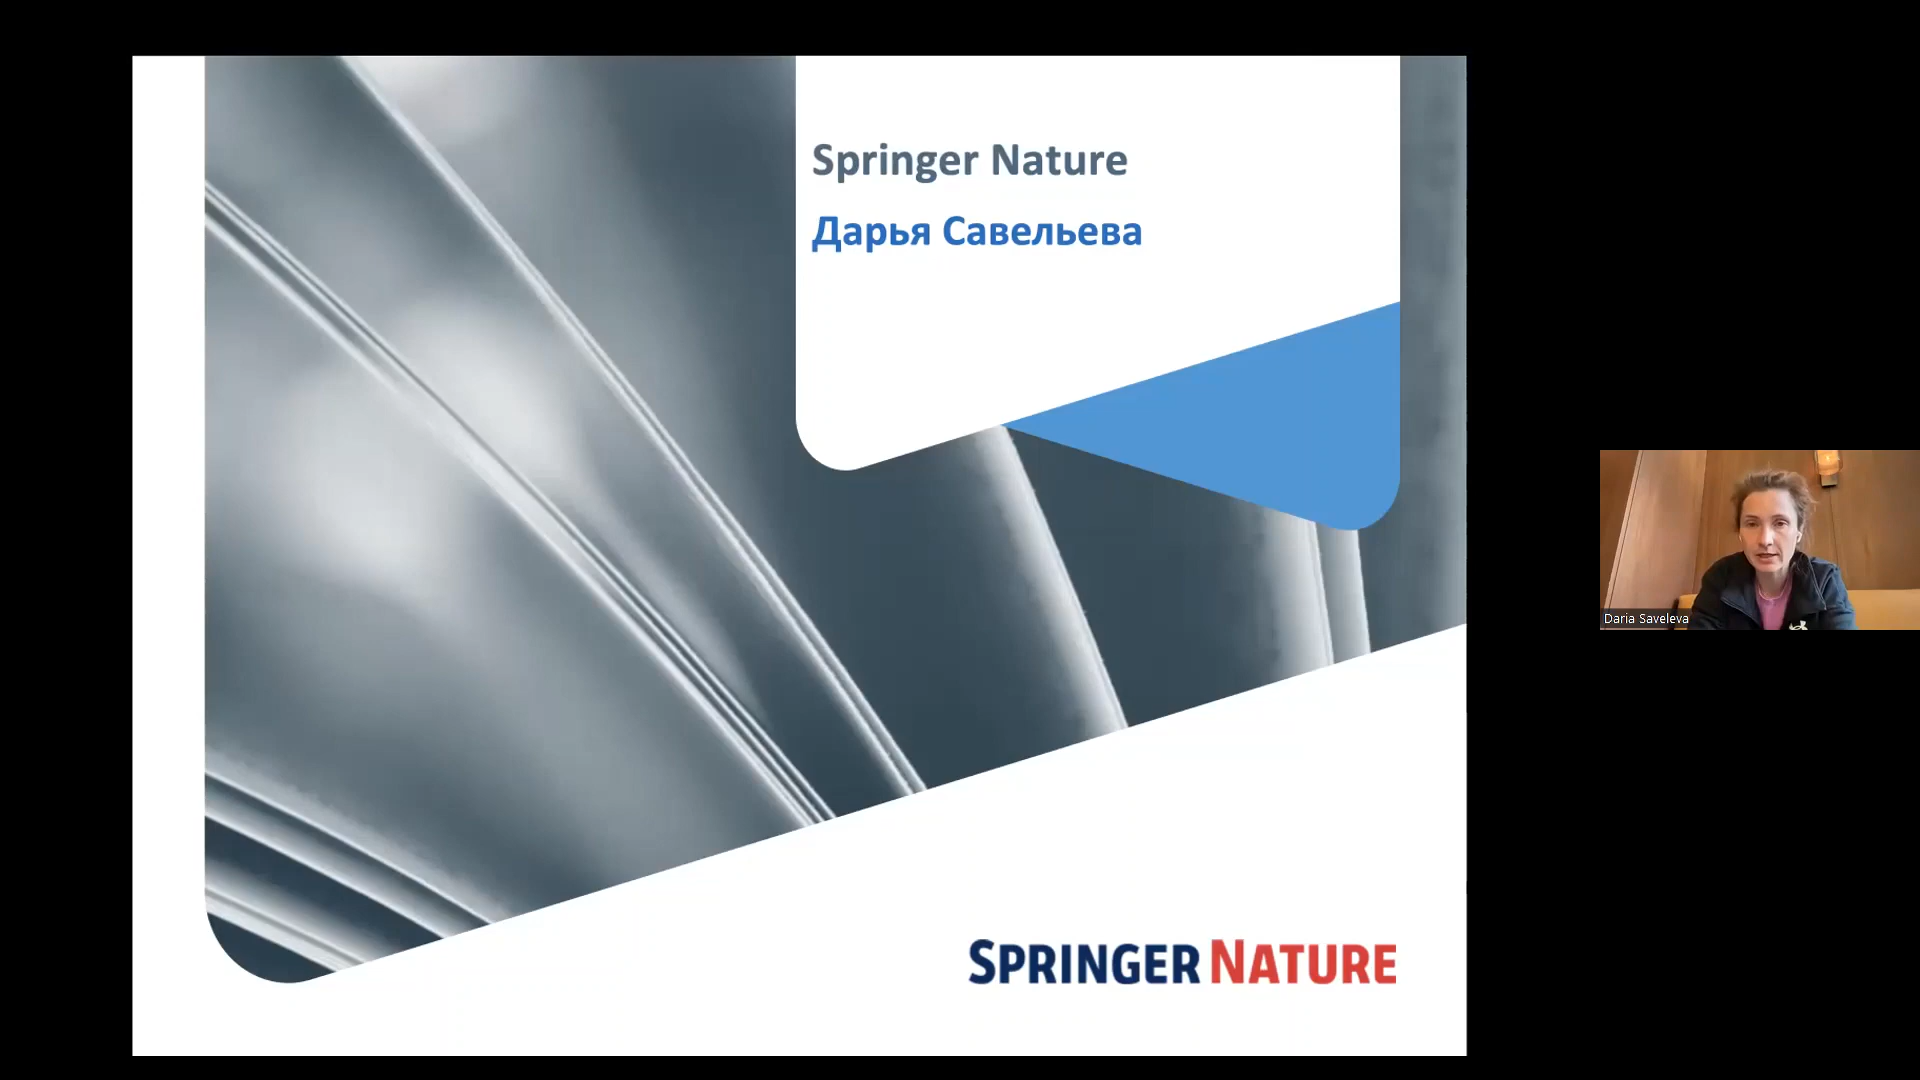 Springer Nature
Дарья Савельева
Daria Saveleva
SPRINGER NATURE